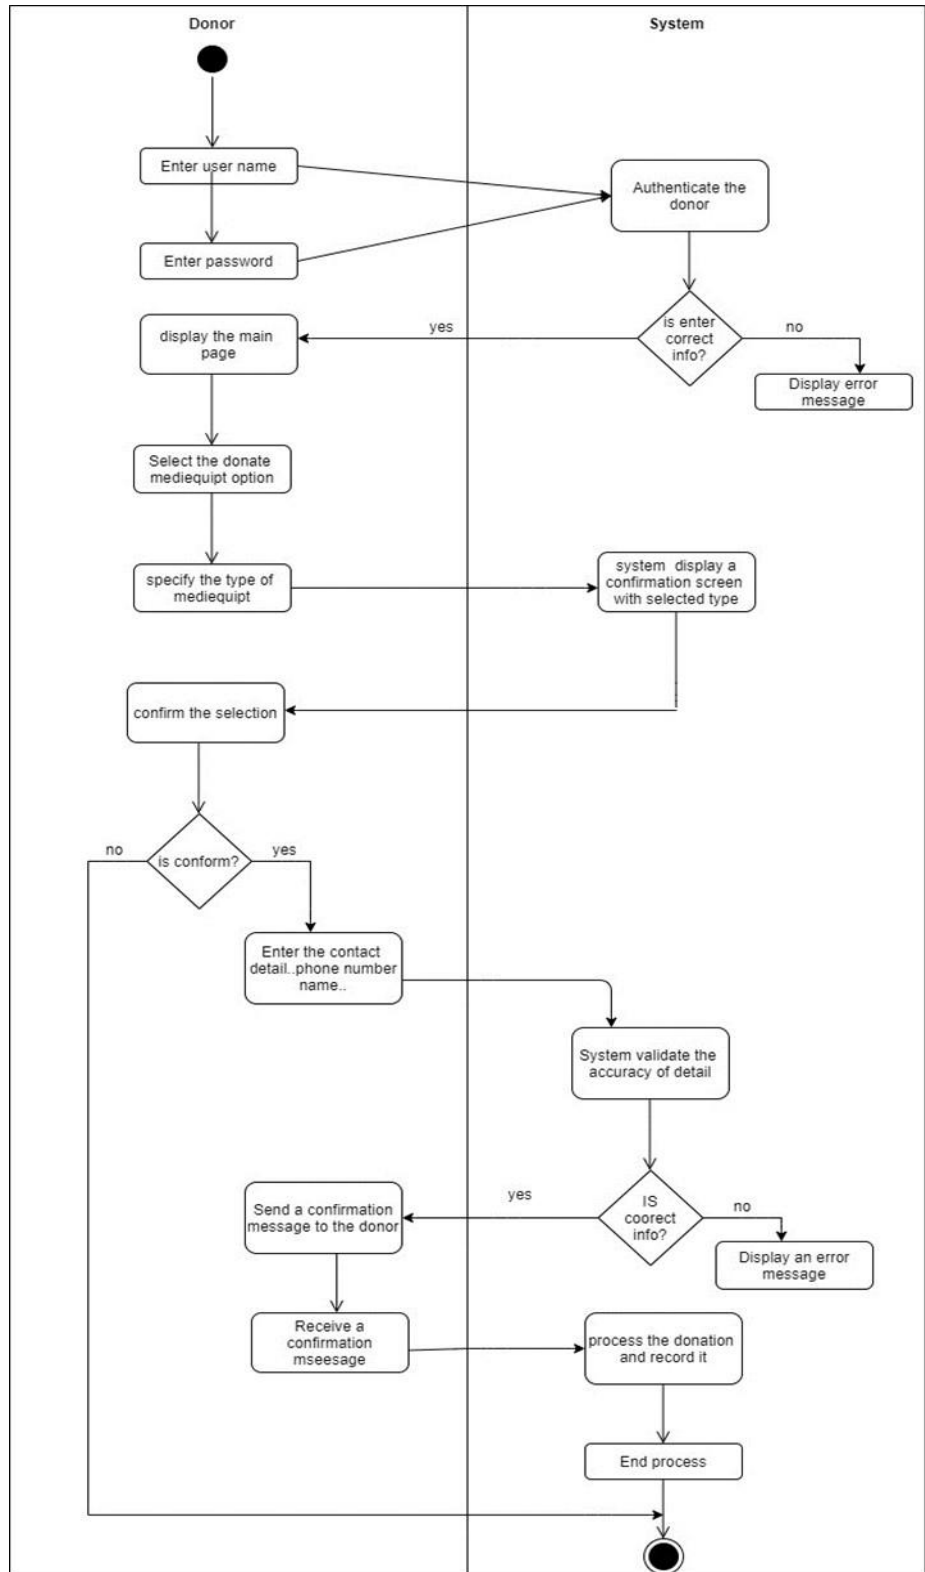 Donor
System
Enter user name
Authenticate the
donor
Enter password
display the main
page
yes
is enter
correct
info?
no
Display error
message
Select the donate
mediequipt option
specify the type of
mediequipt
system display a
confirmation screen
with selected type
confirm the selection
no
is conform?
yes
Enter the contact
detail..phone number
name..
System validate the
accuracy of detail
Send a confirmation
message to the donor
yes
IS
coorect
info?
no
Display an error
message
Receive a
confirmation
mseesage
process the donation
and record it
End process